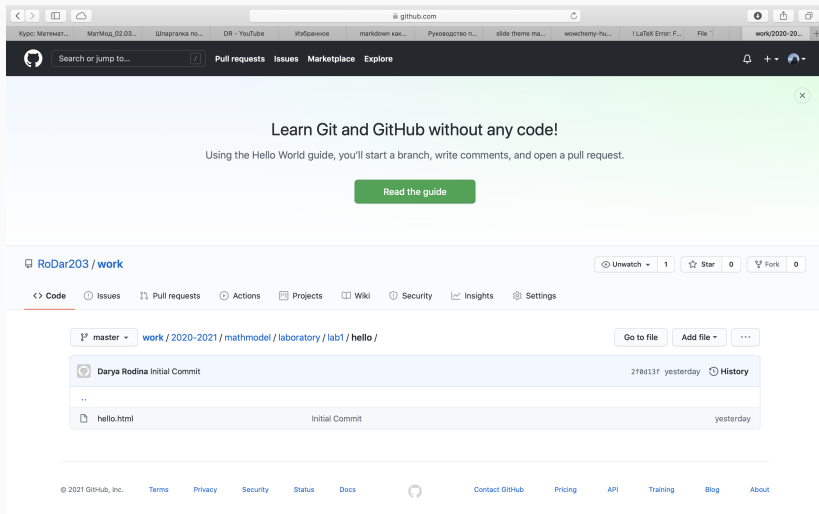 github.com
Курс: Математ... МатМод_02.03... Шпаргалка по... DR - YouTube Избранное markdown как... Руководство п... slide theme ma... wowchemy-hu... ! LaTeX Error: F... File ` work/2020-20... +
Search or jump to... / Pull requests Issues Marketplace Explore
Learn Git and GitHub without any code!
Using the Hello World guide, you’ll start a branch, write comments, and open a pull request.
Read the guide
RoDar203 / work Unwatch 1 Star 0 Fork 0
<> Code Issues Pull requests Actions Projects Wiki Security Insights Settings
master work / 2020-2021 / mathmodel / laboratory / lab1 / hello / Go to file Add file ...
Darya Rodina Initial Commit 2f0d13f yesterday History
..
hello.html Initial Commit yesterday
© 2021 GitHub, Inc. Terms Privacy Security Status Docs Contact GitHub Pricing API Training Blog About